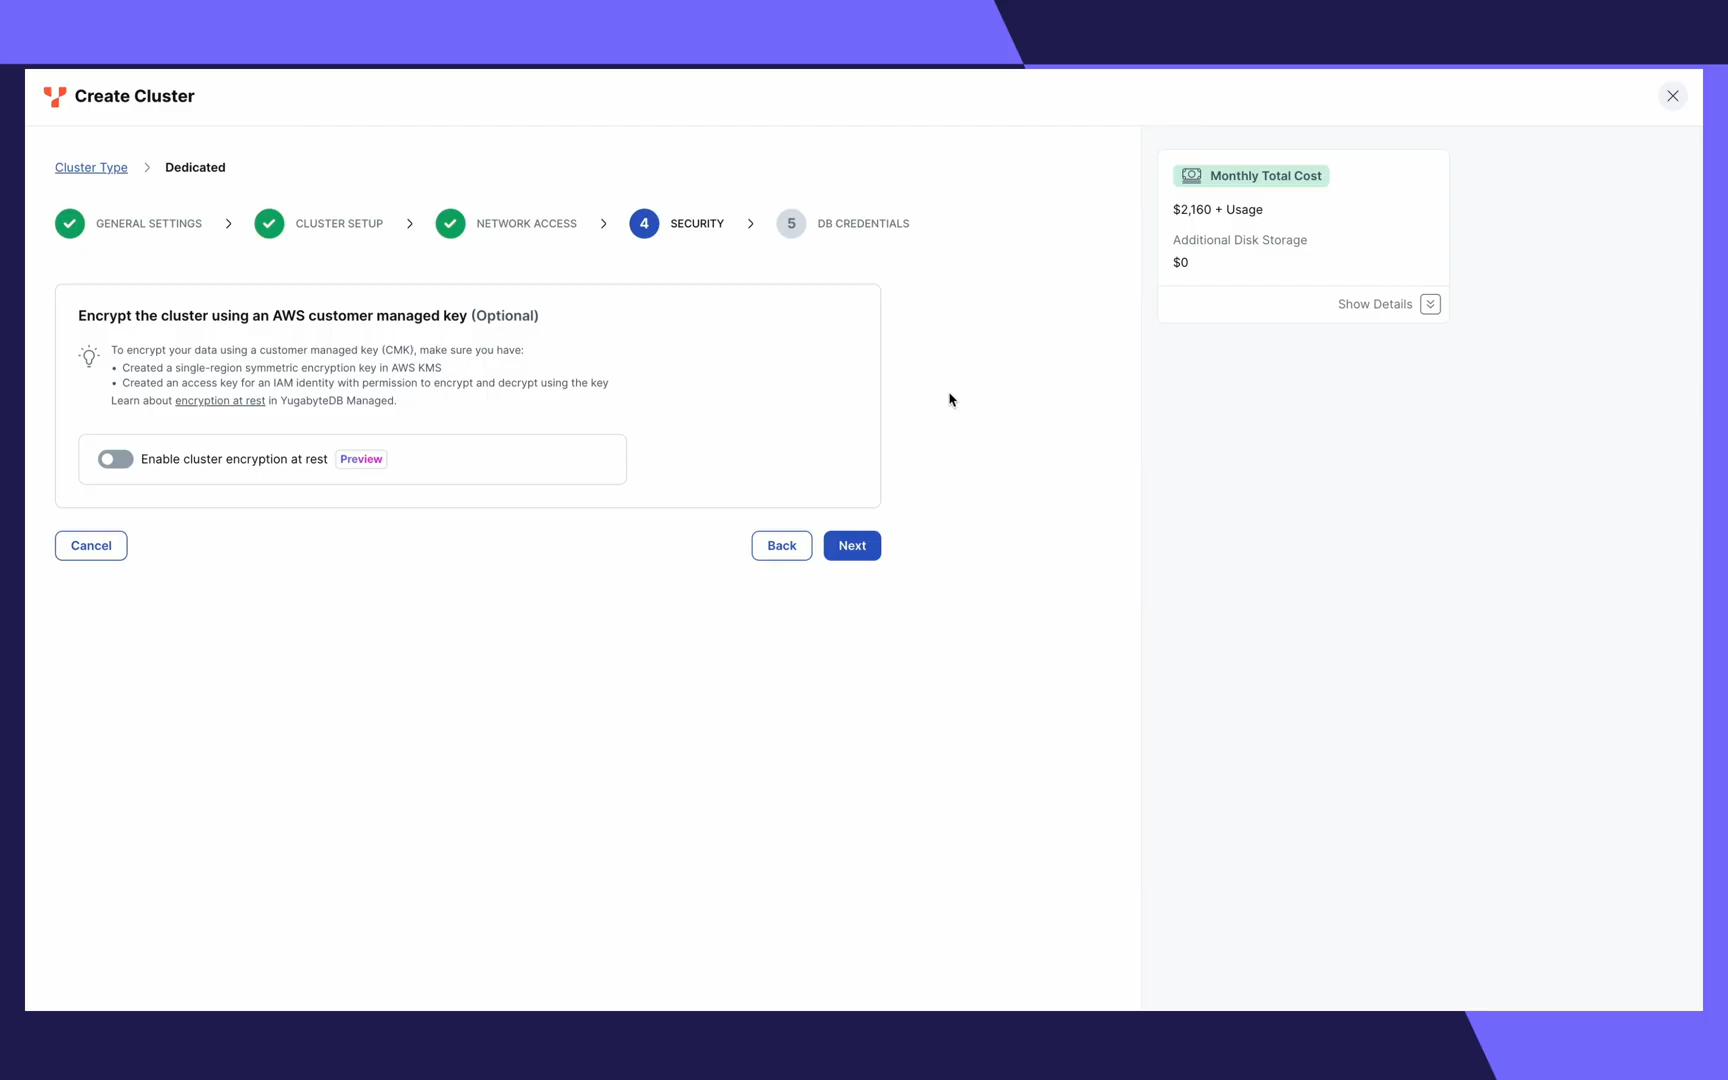 Create Cluster
Cluster Type > Dedicated
GENERAL SETTINGS > CLUSTER SETUP > NETWORK ACCESS > 4 SECURITY > 5 DB CREDENTIALS
Encrypt the cluster using an AWS customer managed key (Optional)
To encrypt your data using a customer managed key (CMK), make sure you have:
• Created a single-region symmetric encryption key in AWS KMS
• Created an access key for an IAM identity with permission to encrypt and decrypt using the key
Learn about encryption at rest in YugabyteDB Managed.
Enable cluster encryption at rest Preview
Cancel
Back
Next
Monthly Total Cost
$2,160 + Usage
Additional Disk Storage
$0
Show Details